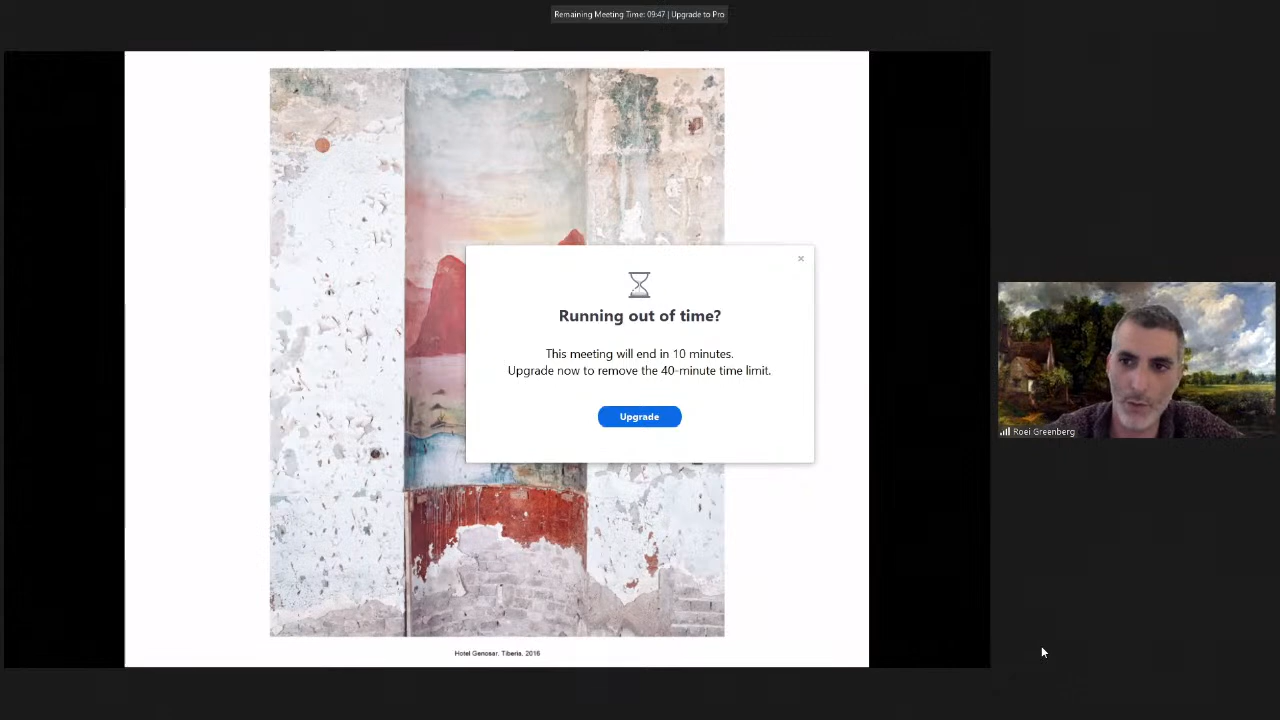 Remaining Meeting Time: 09:47 | Upgrade to Pro
Running out of time?
This meeting will end in 10 minutes.
Upgrade now to remove the 40-minute time limit.
Upgrade
Roei Greenberg
Hotel Genosar, Tiberia, 2016